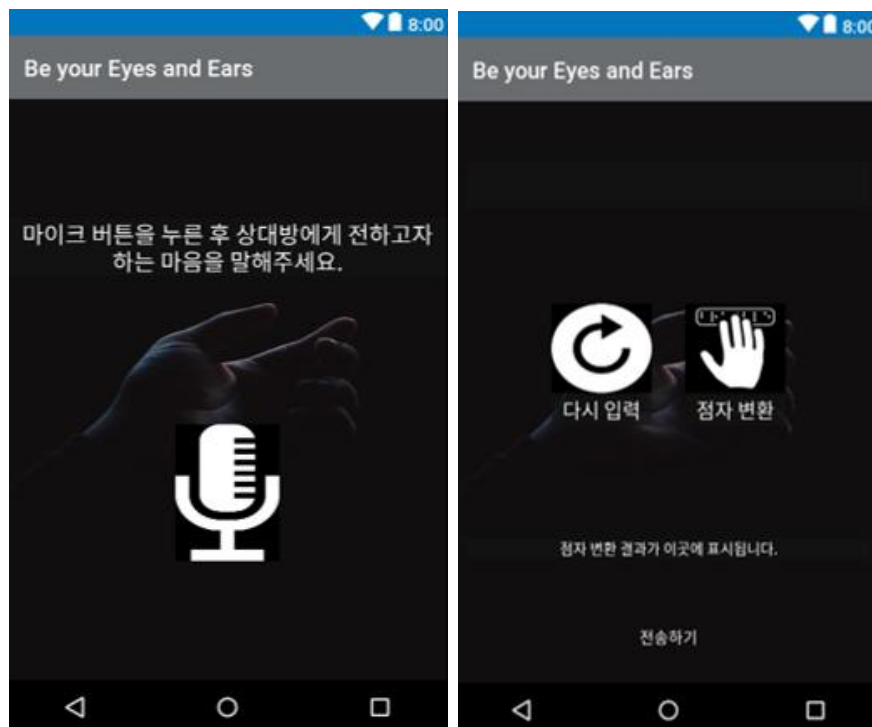 8:00
Be your Eyes and Ears
마이크 버튼을 누른 후 상대방에게 전하고자
하는 마음을 말해주세요.
8:00
Be your Eyes and Ears
다시 입력
점자 변환
점자 변환 결과가 이곳에 표시됩니다.
전송하기